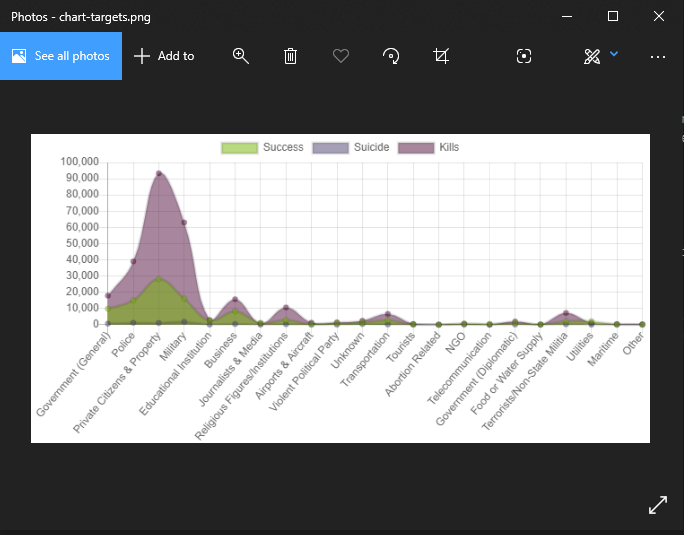 Photos - chart-targets.png
See all photos
Add to
Success Suicide Kills
100,000
90,000
80,000
70,000
60,000
50,000
40,000
30,000
20,000
10,000
0
Government (General)
Police
Private Citizens & Property
Military
Educational Institution
Business
Journalists & Media
Religious Figures/Institutions
Airports & Aircraft
Violent Political Party
Unknown
Transportation
Tourists
Abortion Related
NGO
Telecommunication
Government (Diplomatic)
Food or Water Supply
Terrorists/Non-State Militia
Utilities
Maritime
Other